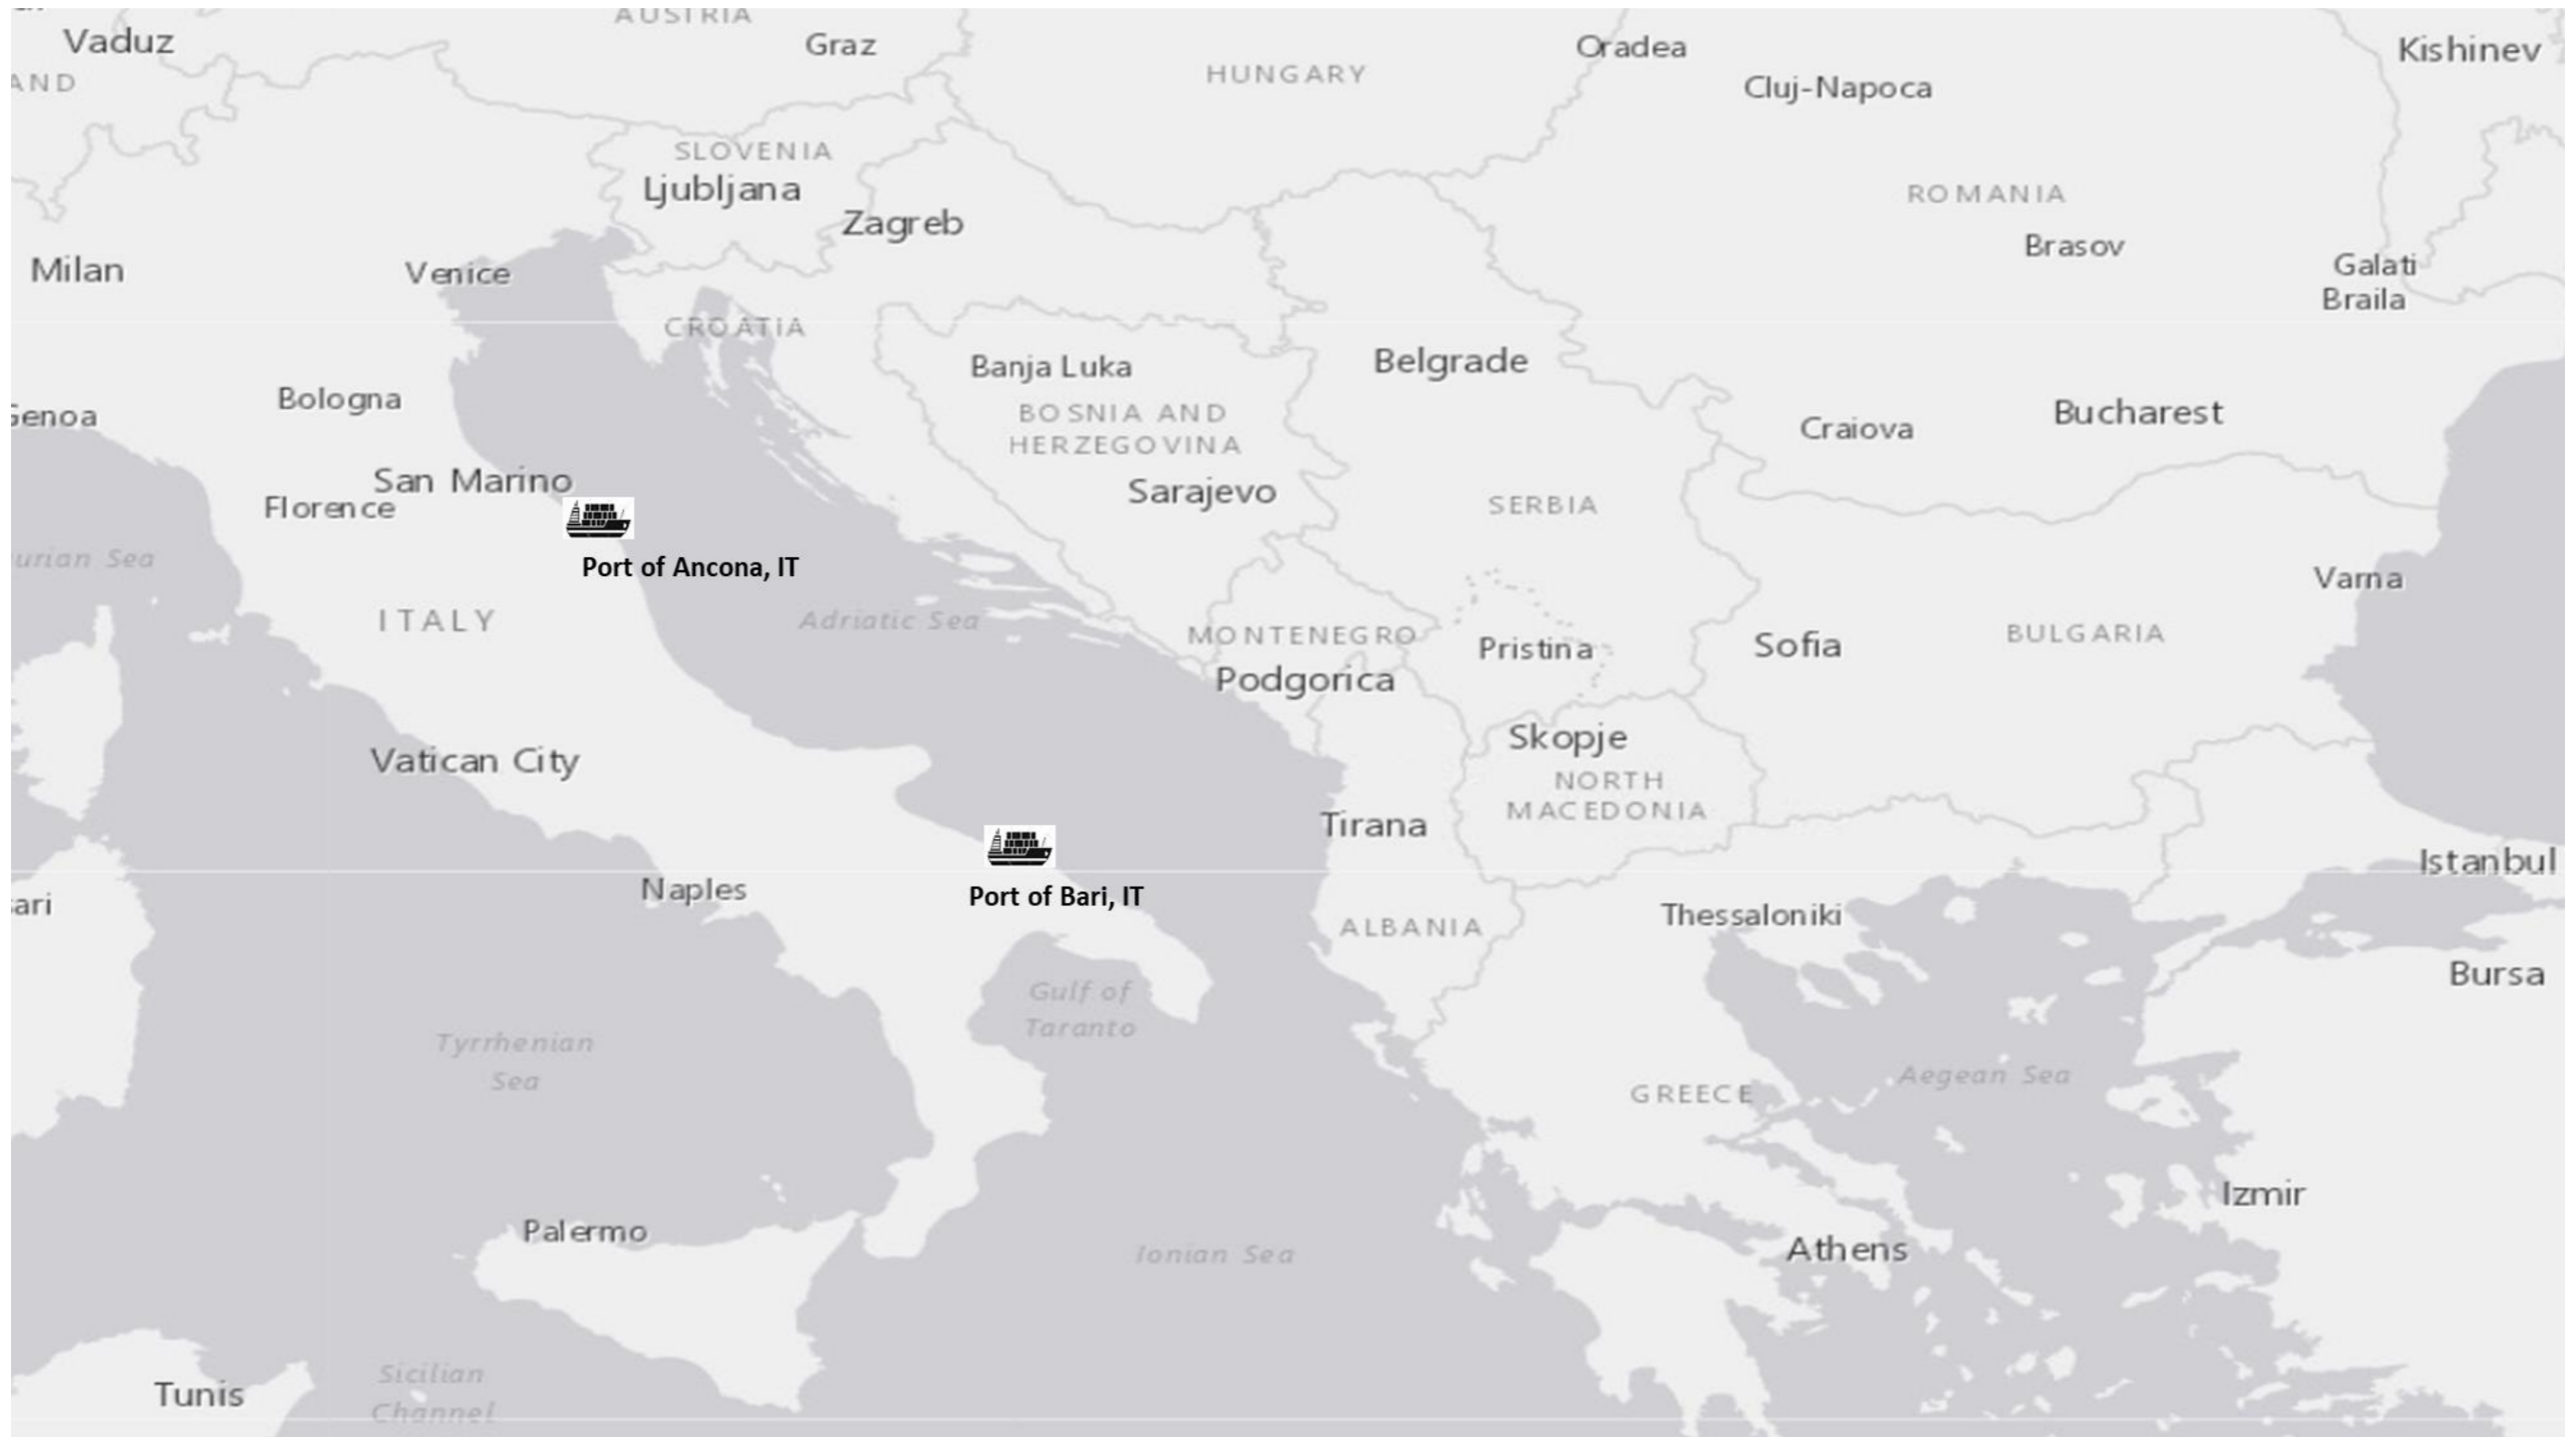 AUSTRIA
Vaduz
Graz
Oradea
Kishinev
AND
HUNGARY
Cluj-Napoca
SLOVENIA
Ljubljana
ROMANIA
Zagreb
Brasov
Milan
Venice
Galati
Braila
CROATIA
Banja Luka
Belgrade
Bologna
BOSNIA AND
HERZEGOVINA
Bucharest
Genoa
Craiova
San Marino
Sarajevo
Florence
SERBIA
urian Sea
Port of Ancona, IT
Varna
ITALY
Adriatic Sea
MONTENEGRO
Pristina
Sofia
BULGARIA
Podgorica
Vatican City
Skopje
NORTH
MACEDONIA
Tirana
Istanbul
Naples
Port of Bari, IT
ari
Thessaloniki
ALBANIA
Bursa
Gulf of
Taranto
Tyrrhenian
Sea
Aegean Sea
GREECE
Izmir
Palermo
Ionian Sea
Athens
Sicilian
Channel
Tunis